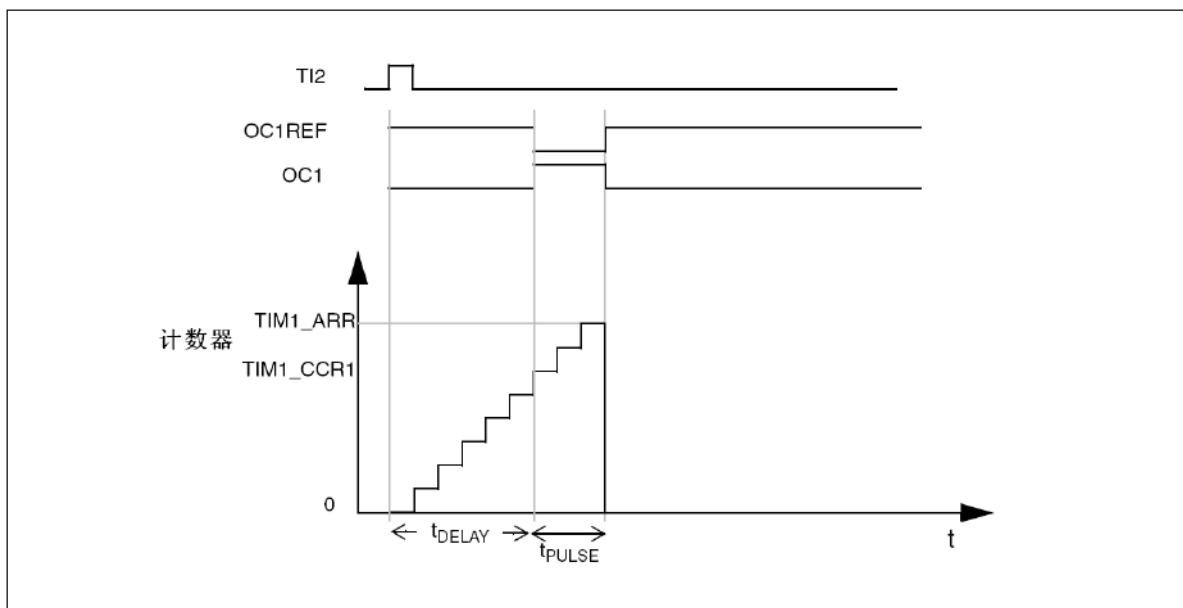 TI2
OC1REF
OC1
TIM1_ARR
计数器
TIM1_CCR1
0
tDELAY
tPULSE
t